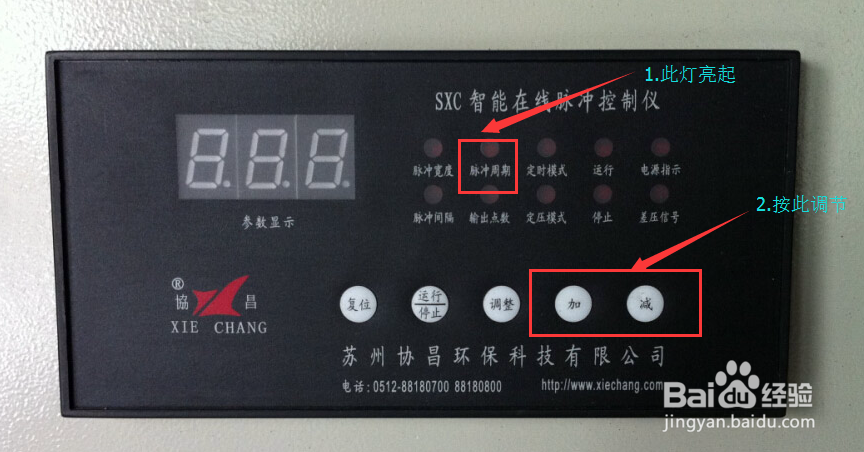 1.此灯亮起
SXC 智能在线脉冲控制仪
8.8.8.
脉冲宽度 脉冲周期 定时模式 运行 电源指示
脉冲间隔 输出点数 定压模式 停止 差压信号
参数显示
2.按此调节
®
協 昌
XIE CHANG
复位 运行 调整 加 减
停止
苏州协昌环保科技有限公司
电话:0512-88180700 88180800 http://www.xiechang.com
Bai du 经验
jingyan.baidu.com